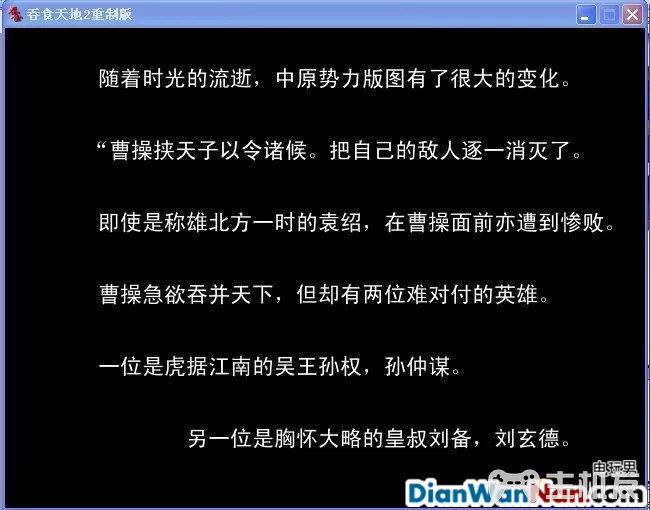 吞食天地2重制版
随着时光的流逝，中原势力版图有了很大的变化。
“曹操挟天子以令诸候。把自己的敌人逐一消灭了。
即使是称雄北方一时的袁绍，在曹操面前亦遭到惨败。
曹操急欲吞并天下，但却有两位难对付的英雄。
一位是虎据江南的吴王孙权，孙仲谋。
另一位是胸怀大略的皇叔刘备，刘玄德。
电玩男
DianWanNan.com